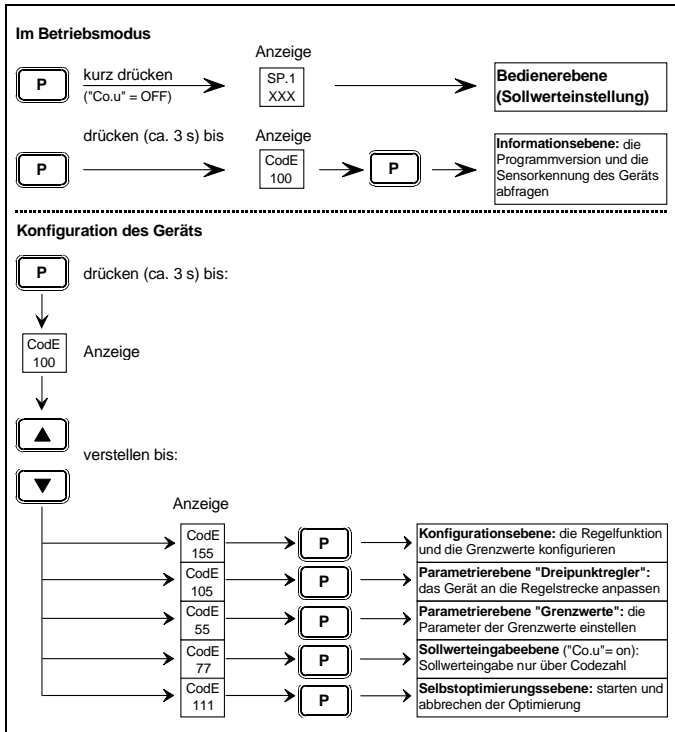 Im Betriebsmodus
Anzeige
P
kurz drücken
("Co.u" = OFF)
SP.1
XXX
Bedienerebene
(Sollwerteinstellung)
drücken (ca. 3 s) bis
Anzeige
P
CodE
100
P
Informationsebene: die
Programmversion und die
Sensorkennung des Geräts
abfragen
Konfiguration des Geräts
P
drücken (ca. 3 s) bis:
CodE
100
Anzeige
verstellen bis:
Anzeige
CodE
155
P
Konfigurationsebene: die Regelfunktion
und die Grenzwerte konfigurieren
CodE
105
P
Parametrierebene "Dreipunktregler":
das Gerät an die Regelstrecke anpassen
CodE
55
P
Parametrierebene "Grenzwerte": die
Parameter der Grenzwerte einstellen
CodE
77
P
Sollwerteingabeebene ("Co.u"= on):
Sollwerteingabe nur über Codezahl
CodE
111
P
Selbstoptimierungssebene: starten und
abbrechen der Optimierung